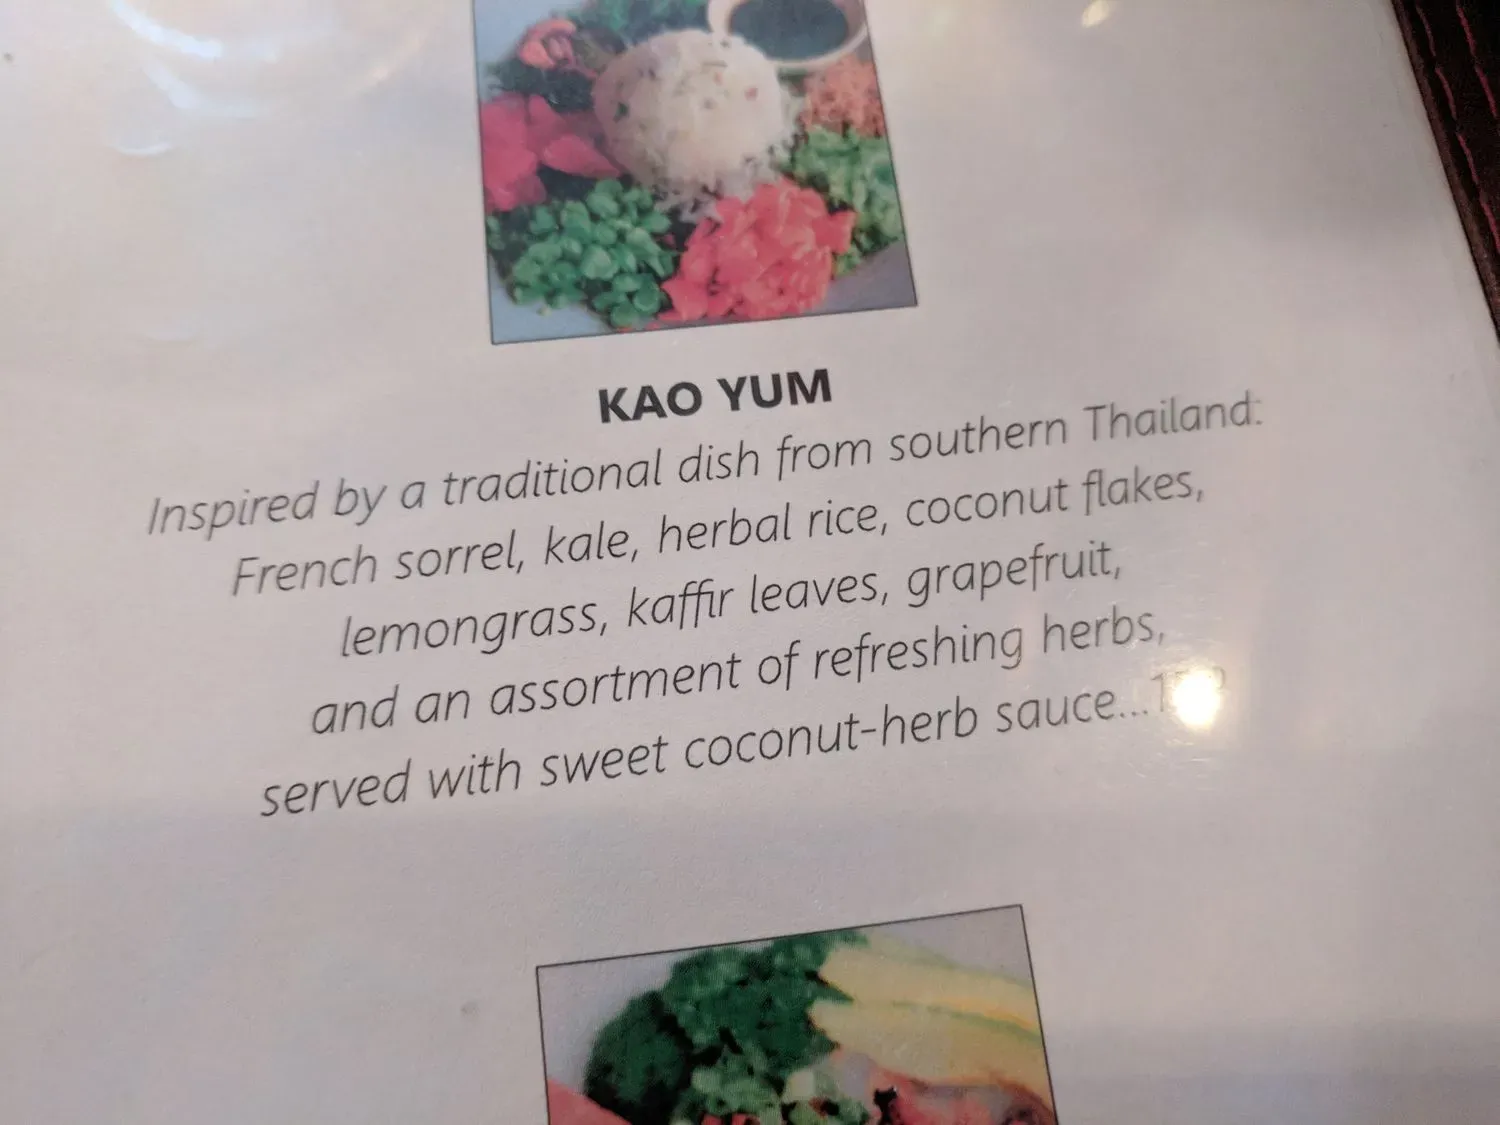 KAO YUM
Inspired by a traditional dish from southern Thailand:
French sorrel, kale, herbal rice, coconut flakes,
lemongrass, kaffir leaves, grapefruit,
and an assortment of refreshing herbs,
served with sweet coconut-herb sauce...